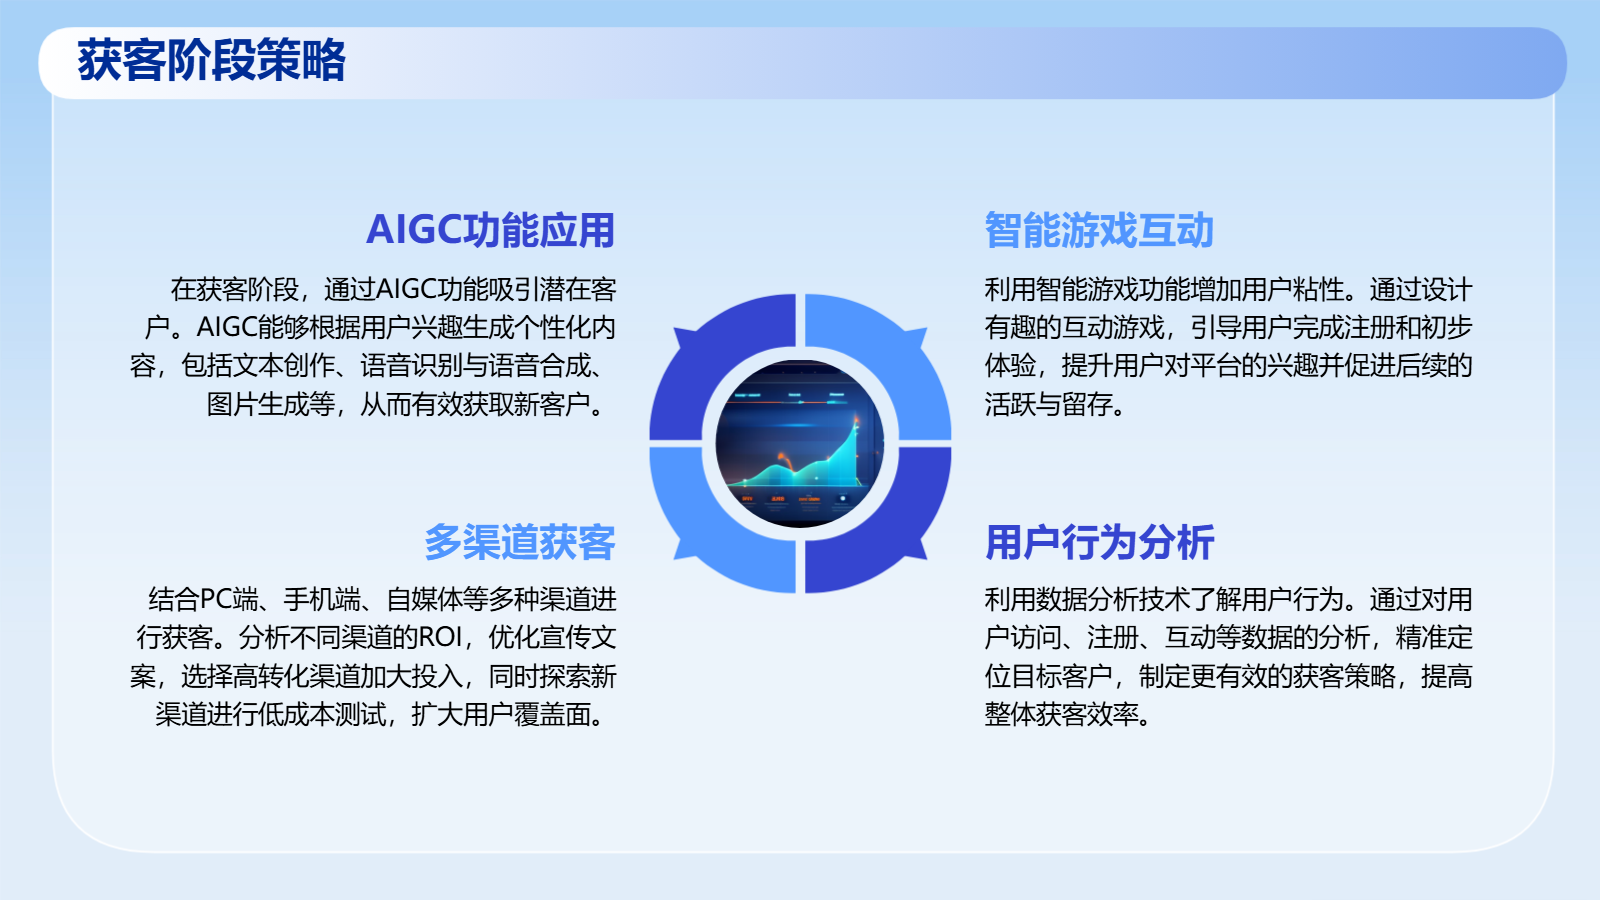 获客阶段策略
AIGC功能应用
在获客阶段，通过AIGC功能吸引潜在客
户。AIGC能够根据用户兴趣生成个性化内
容，包括文本创作、语音识别与语音合成、
图片生成等，从而有效获取新客户。
智能游戏互动
利用智能游戏功能增加用户粘性。通过设计
有趣的互动游戏，引导用户完成注册和初步
体验，提升用户对平台的兴趣并促进后续的
活跃与留存。
多渠道获客
结合PC端、手机端、自媒体等多种渠道进
行获客。分析不同渠道的ROI，优化宣传文
案，选择高转化渠道加大投入，同时探索新
渠道进行低成本测试，扩大用户覆盖面。
用户行为分析
利用数据分析技术了解用户行为。通过对用
户访问、注册、互动等数据的分析，精准定
位目标客户，制定更有效的获客策略，提高
整体获客效率。